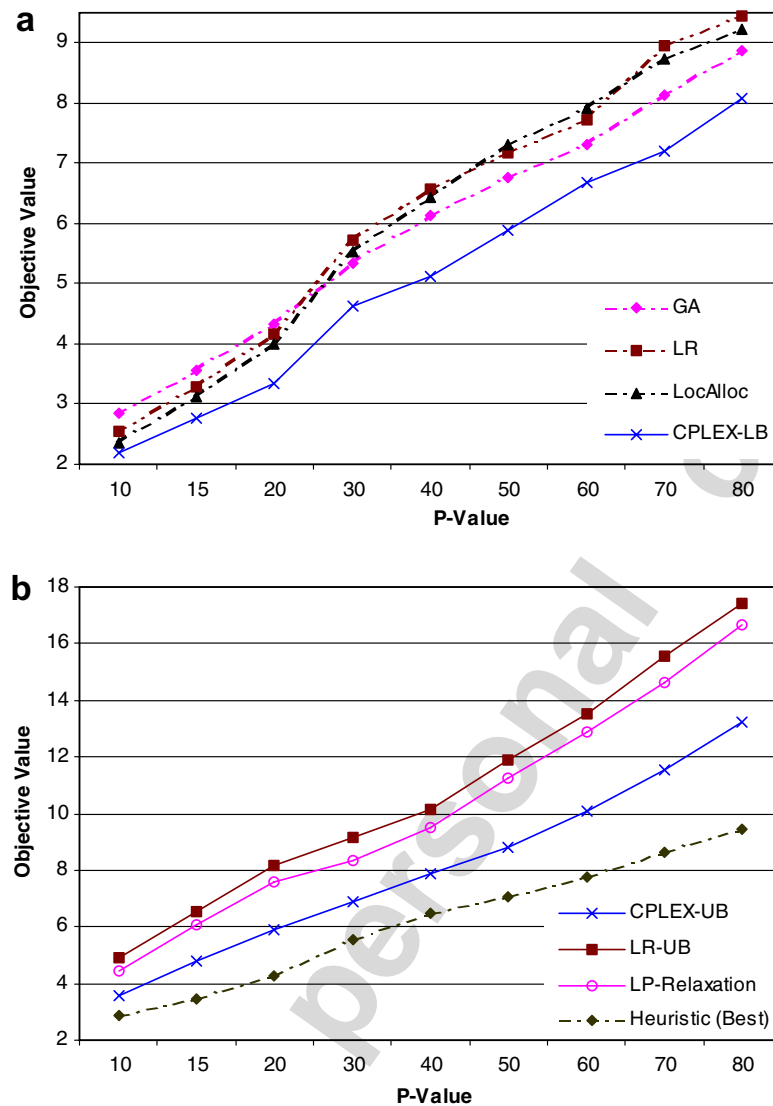 a
9
8
7
6
5
4
3
2
Objective Value
GA
LR
LocAlloc
CPLEX-LB
10 15 20 30 40 50 60 70 80
P-Value
b
18
16
14
12
10
8
6
4
2
Objective Value
personal
CPLEX-UB
LR-UB
LP-Relaxation
Heuristic (Best)
10 15 20 30 40 50 60 70 80
P-Value